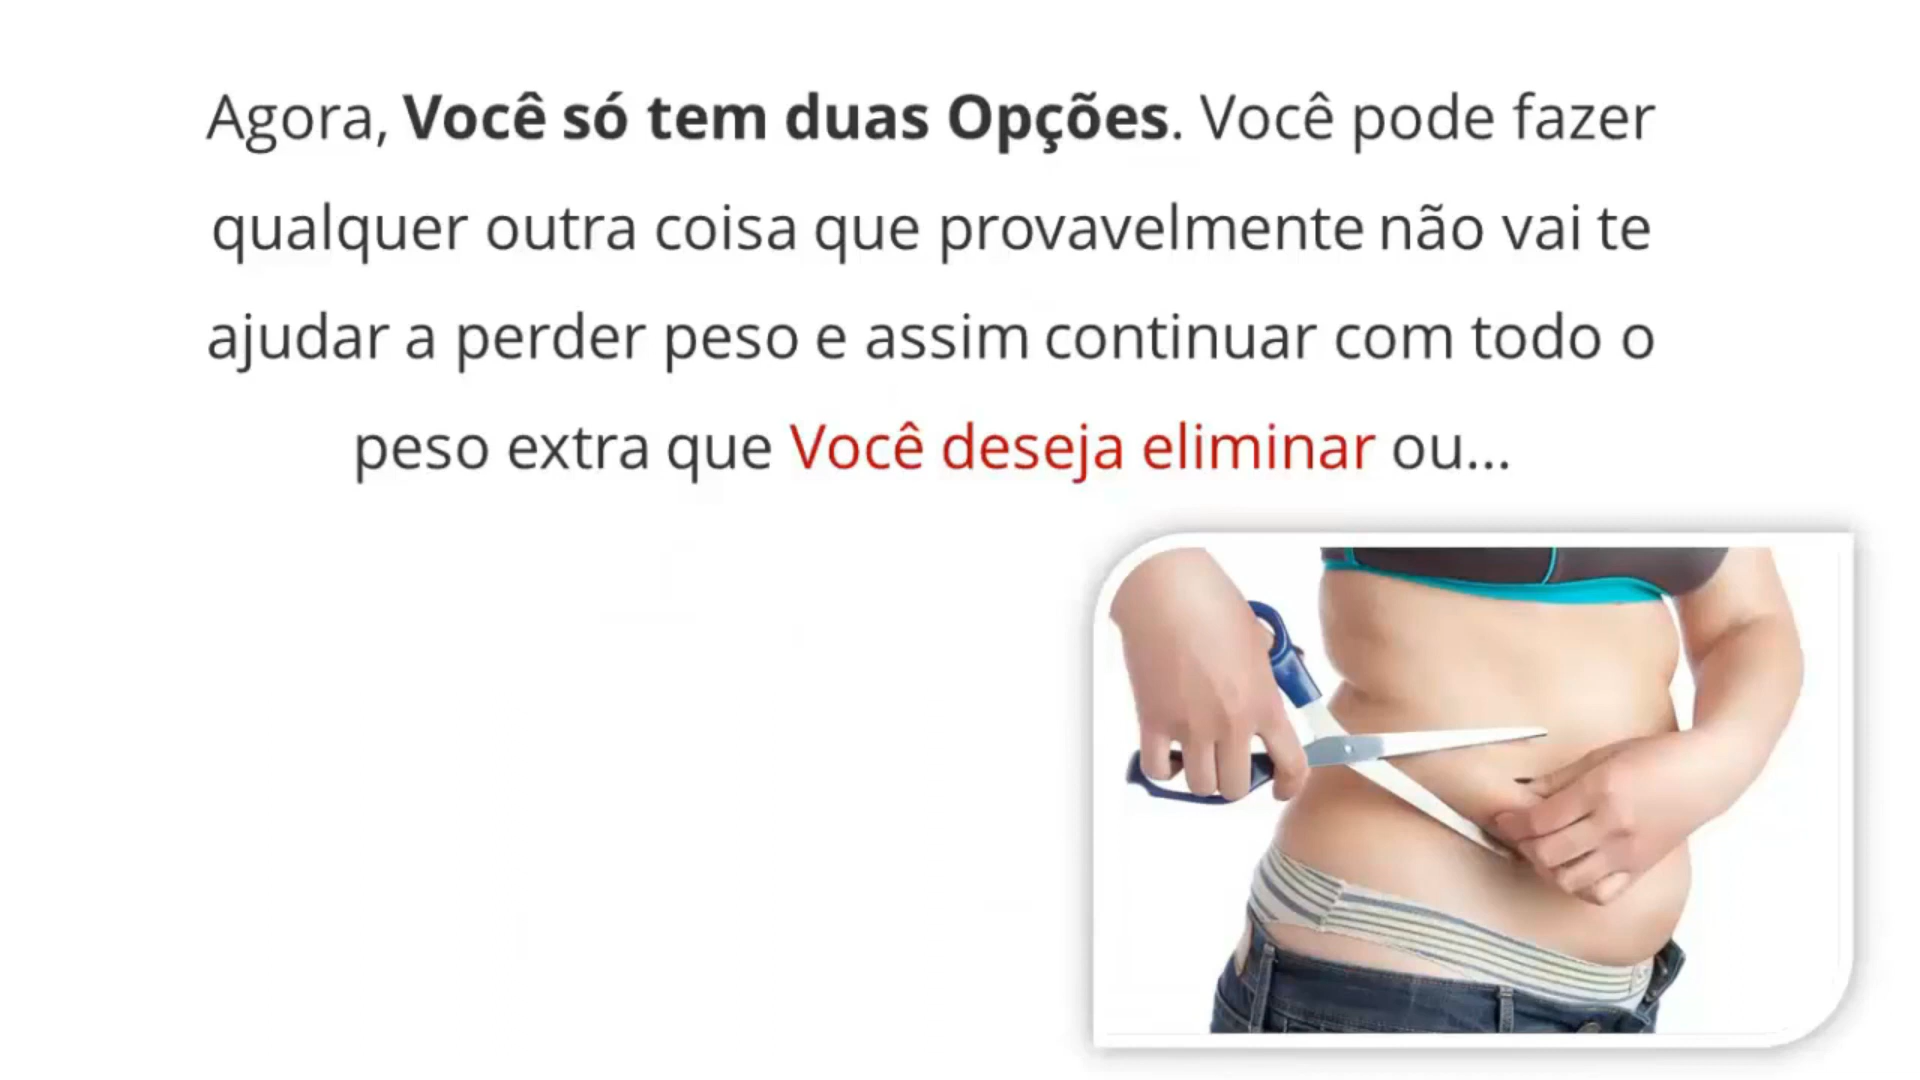 Agora, Você só tem duas Opções. Você pode fazer
qualquer outra coisa que provavelmente não vai te
ajudar a perder peso e assim continuar com todo o
peso extra que Você deseja eliminar ou...